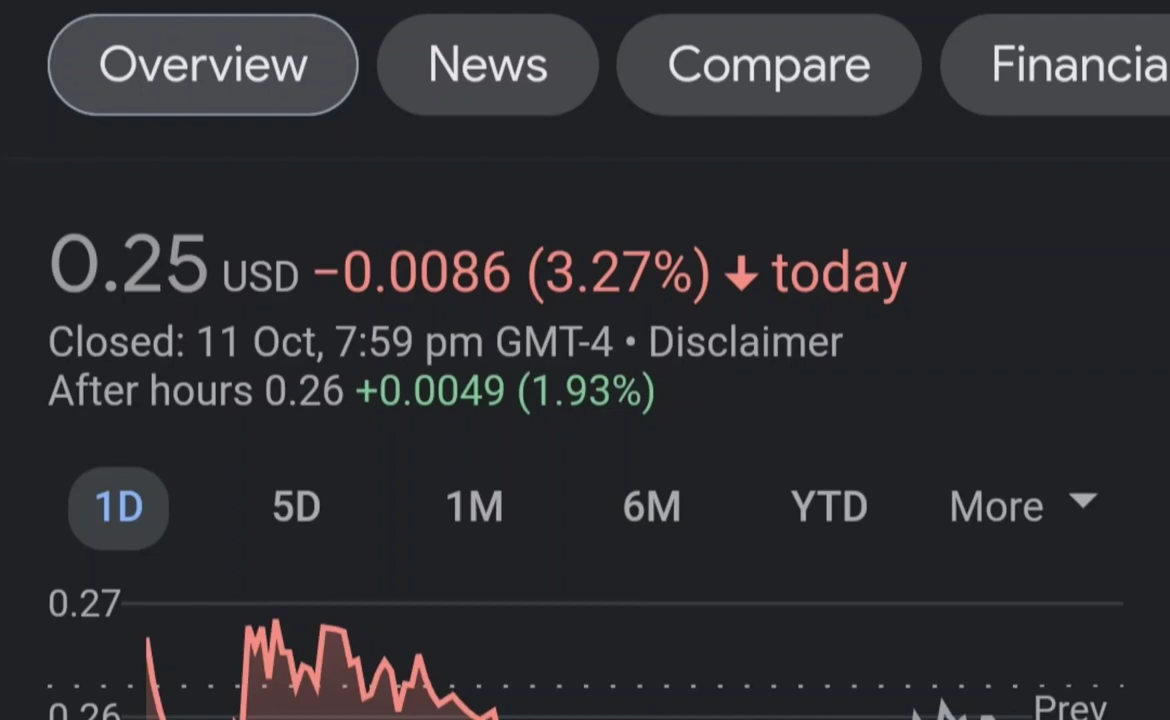 Overview News Compare Financia
0.25 USD −0.0086 (3.27%) ↓ today
Closed: 11 Oct, 7:59 pm GMT-4 • Disclaimer
After hours 0.26 +0.0049 (1.93%)
1D 5D 1M 6M YTD More
0.27
0.26
Prev